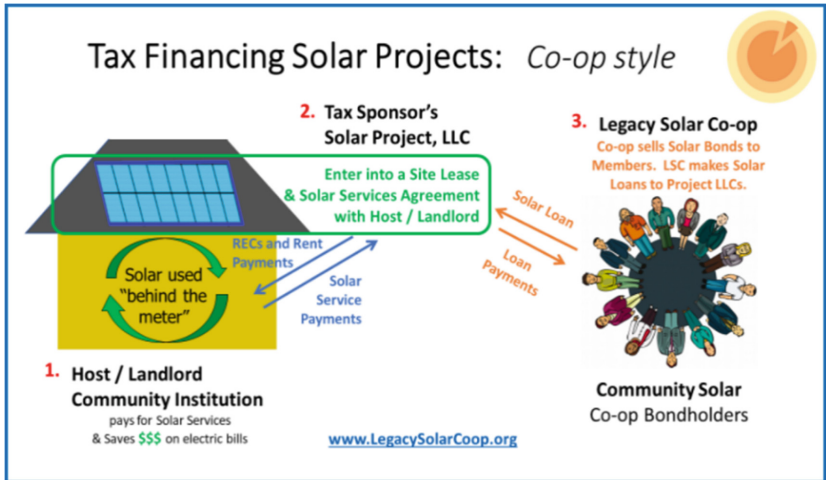 Tax Financing Solar Projects: Co-op style
2. Tax Sponsor's
Solar Project, LLC
Enter into a Site Lease
& Solar Services Agreement
with Host / Landlord
3. Legacy Solar Co-op
Co-op sells Solar Bonds to
Members. LSC makes Solar
Loans to Project LLCs.
Solar Loan
Loan
Payments
RECs and Rent
Payments
Solar
Service
Payments
Solar used
"behind the
meter"
1. Host / Landlord
Community Institution
pays for Solar Services
& Saves $$$ on electric bills
www.LegacySolarCoop.org
Community Solar
Co-op Bondholders